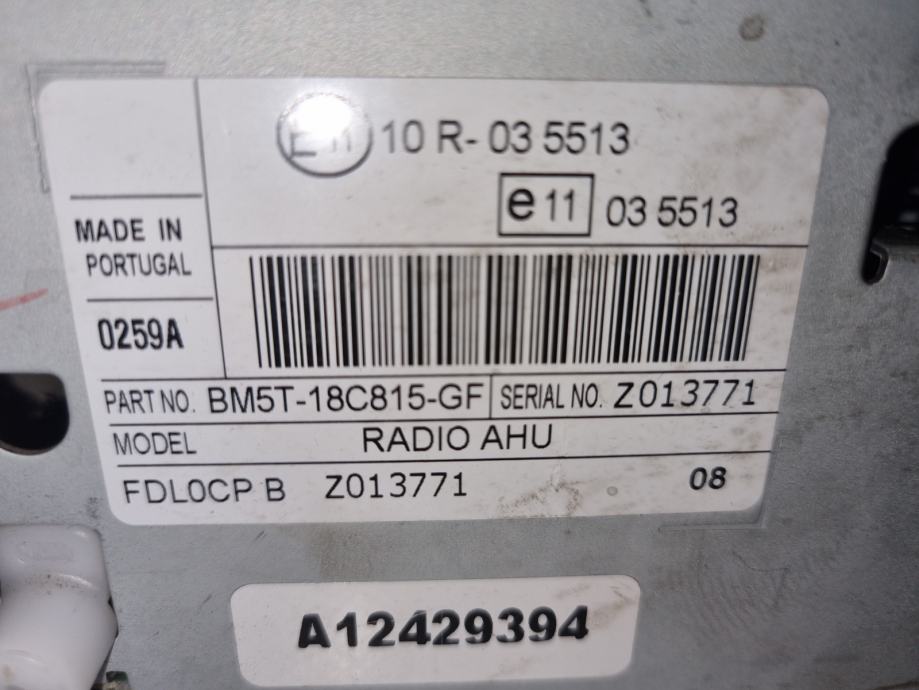 E11 10 R- 03 5513
e11 03 5513
MADE IN
PORTUGAL
0259A
PART NO. BM5T-18C815-GF SERIAL NO. Z013771
MODEL RADIO AHU
FDL0CP B Z013771 08
A12429394